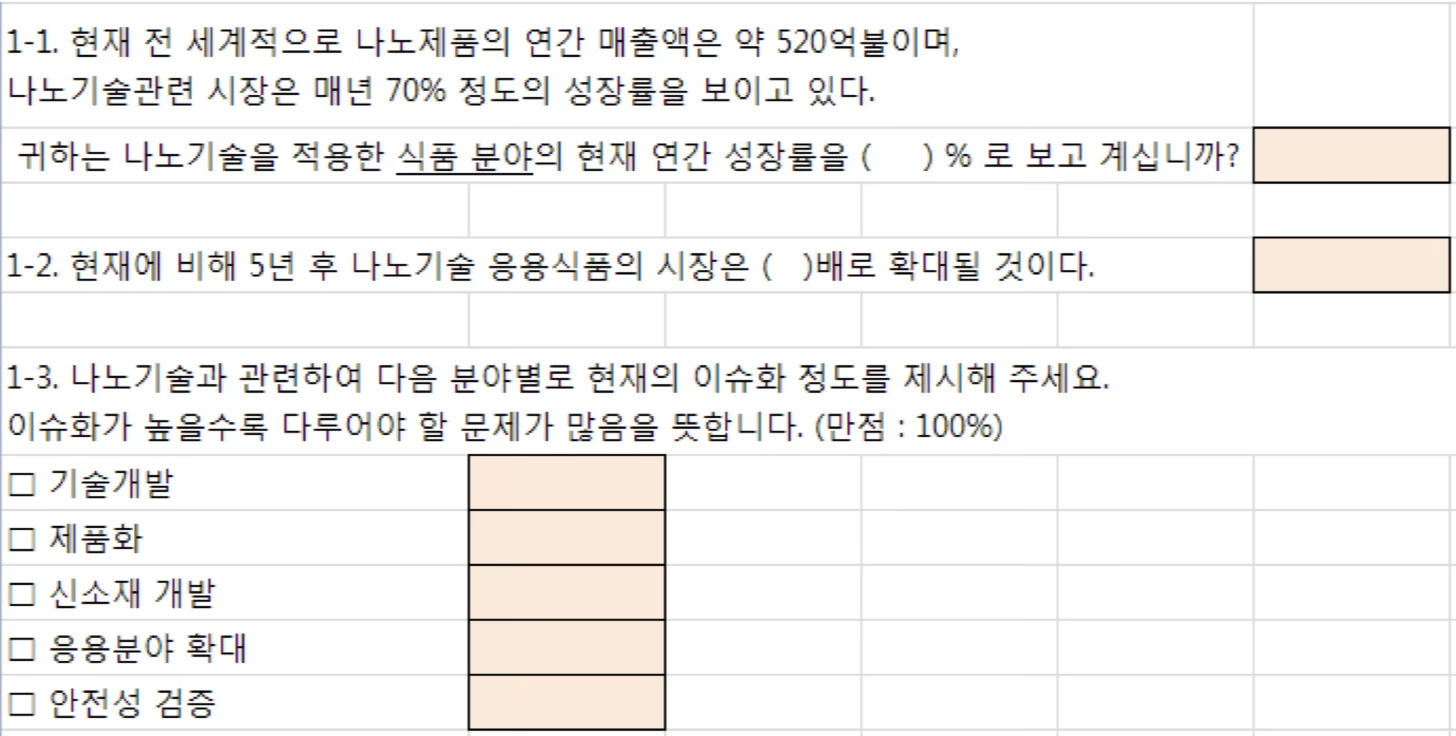 1-1. 현재 전 세계적으로 나노제품의 연간 매출액은 약 520억불이며,
나노기술관련 시장은 매년 70% 정도의 성장률을 보이고 있다.
귀하는 나노기술을 적용한 식품 분야의 현재 연간 성장률을 (    ) % 로 보고 계십니까?
1-2. 현재에 비해 5년 후 나노기술 응용식품의 시장은 (   )배로 확대될 것이다.
1-3. 나노기술과 관련하여 다음 분야별로 현재의 이슈화 정도를 제시해 주세요.
이슈화가 높을수록 다루어야 할 문제가 많음을 뜻합니다. (만점 : 100%)
□ 기술개발
□ 제품화
□ 신소재 개발
□ 응용분야 확대
□ 안전성 검증